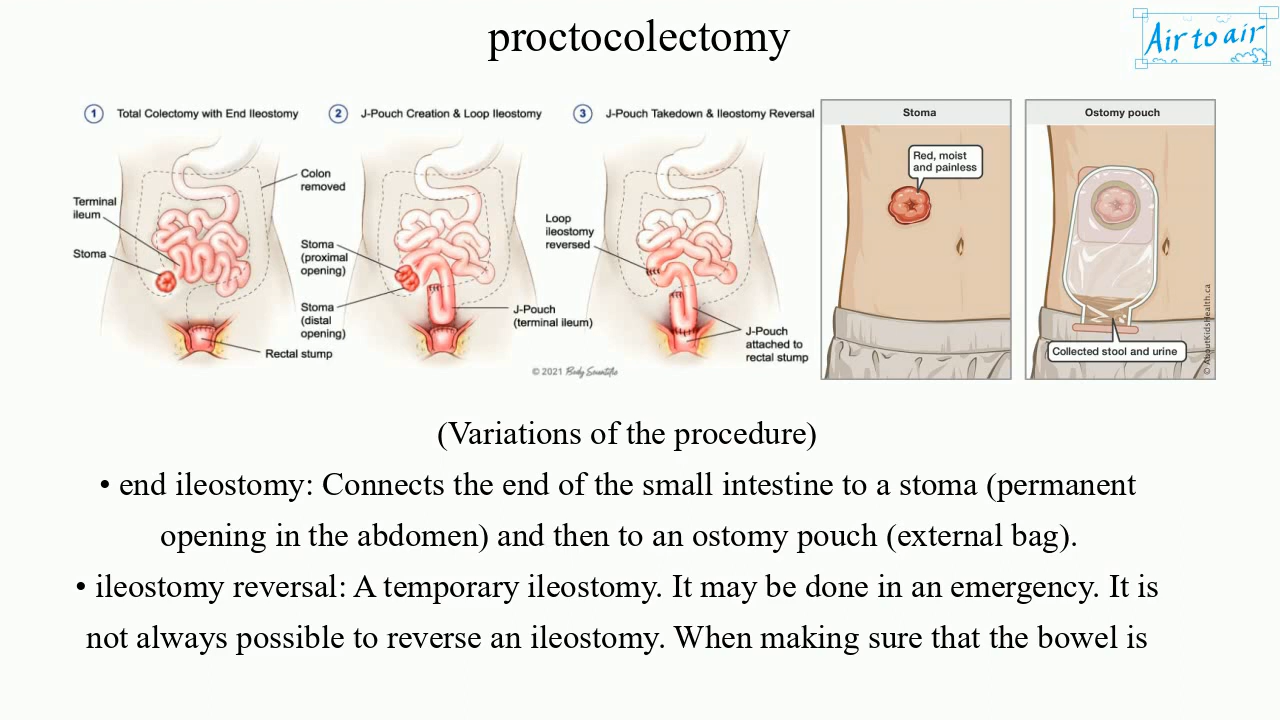 proctocolectomy
Air to air
1 Total Colectomy with End Ileostomy
2 J-Pouch Creation & Loop Ileostomy
3 J-Pouch Takedown & Ileostomy Reversal
Colon
removed
Terminal
ileum
Stoma
Rectal stump
Stoma
(proximal
opening)
Stoma
(distal
opening)
J-Pouch
(terminal ileum)
Loop
ileostomy
reversed
J-Pouch
attached to
rectal stump
© 2021 Body Scientific
Stoma
Red, moist
and painless
Ostomy pouch
Collected stool and urine
© AboutKidsHealth.ca
(Variations of the procedure)
• end ileostomy: Connects the end of the small intestine to a stoma (permanent
opening in the abdomen) and then to an ostomy pouch (external bag).
• ileostomy reversal: A temporary ileostomy. It may be done in an emergency. It is
not always possible to reverse an ileostomy. When making sure that the bowel is